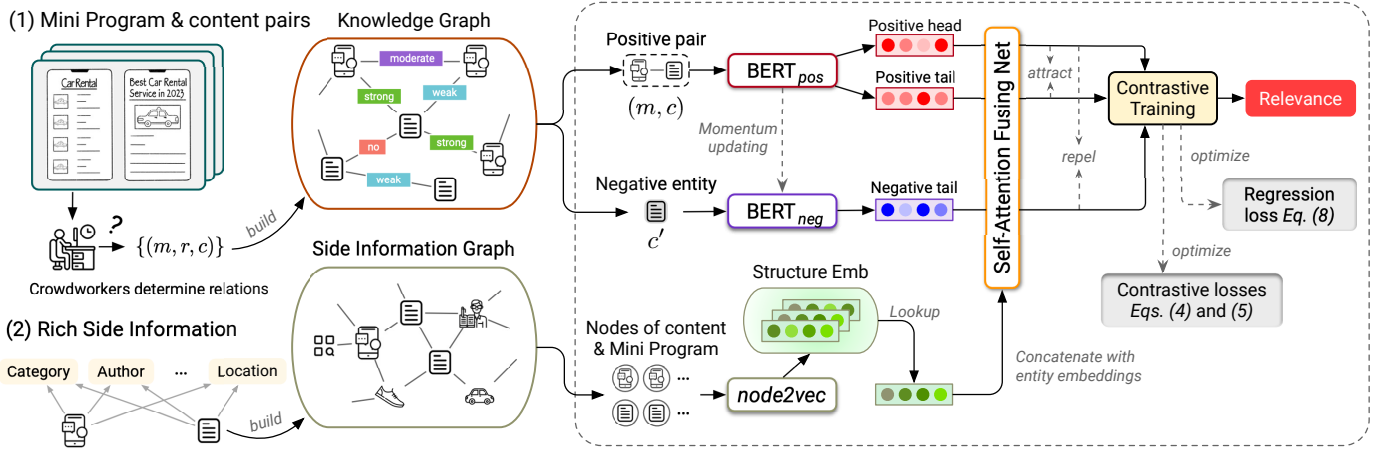 (1) Mini Program & content pairs
Car Rental
Best Car Rental
Service in 2023
?
{(m, r, c)}
build
Crowdworkers determine relations
(2) Rich Side Information
Category
Author
...
Location
build
Knowledge Graph
moderate
strong
weak
no
strong
weak
Side Information Graph
Positive pair
(m, c)
Negative entity
c′
Nodes of content
& Mini Program
...
...
BERT pos
Momentum
updating
BERT neg
Structure Emb
node2vec
Positive head
Positive tail
Negative tail
Lookup
Self-Attention Fusing Net
Concatenate with
entity embeddings
attract
repel
Contrastive
Training
Relevance
optimize
Regression
loss Eq. (8)
optimize
Contrastive losses
Eqs. (4) and (5)